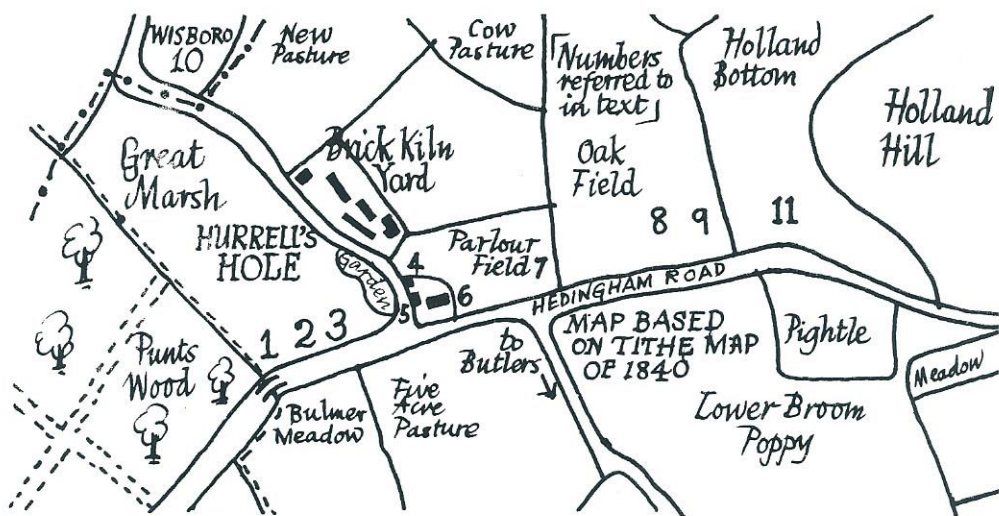 WISBORO
10
New
Pasture
Cow
Pasture
Numbers
referred to
in text
Holland
Bottom
Holland
Hill
Great
Marsh
Brick Kiln
Yard
Oak
Field
8 9
11
HURRELL'S
HOLE
Garden
4
Parlour
Field 7
5
6
HEDINGHAM ROAD
1 2 3
Punts
Wood
Bulmer
Meadow
Five
Acre
Pasture
to
Butlers
MAP BASED
ON TITHE MAP
OF 1840
Pightle
Meadow
Lower Broom
Poppy